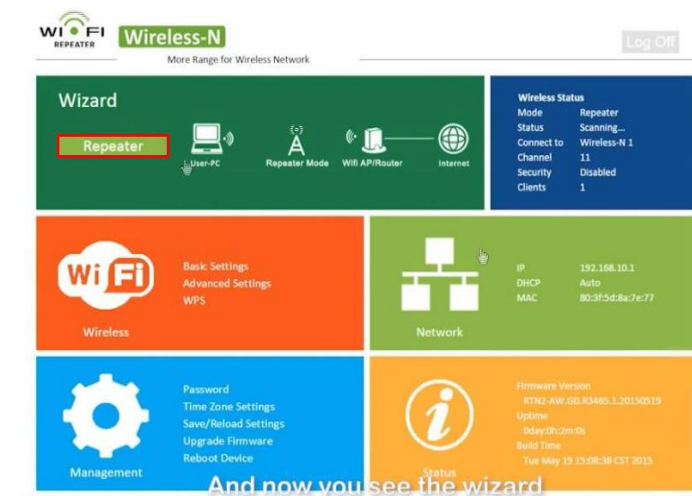 WI FI
REPEATER
Wireless-N
Log Off
More Range for Wireless Network
Wizard
Repeater
User-PC
Repeater Mode
Wifi AP/Router
Internet
Wireless Status
Mode Repeater
Status Scanning...
Connect to Wireless-N 1
Channel 11
Security Disabled
Clients 1
Wi Fi
Wireless
Basic Settings
Advanced Settings
WPS
Network
IP 192.168.10.1
DHCP Auto
MAC 80:3f:5d:8a:7e:77
Management
Password
Time Zone Settings
Save/Reload Settings
Upgrade Firmware
Reboot Device
Status
Firmware Version
RTN2-AW.GD.R3465.1.20150519
Uptime
0day:0h:2m:0s
Build Time
Tue May 19 15:08:38 CST 2015
And now you see the wizard